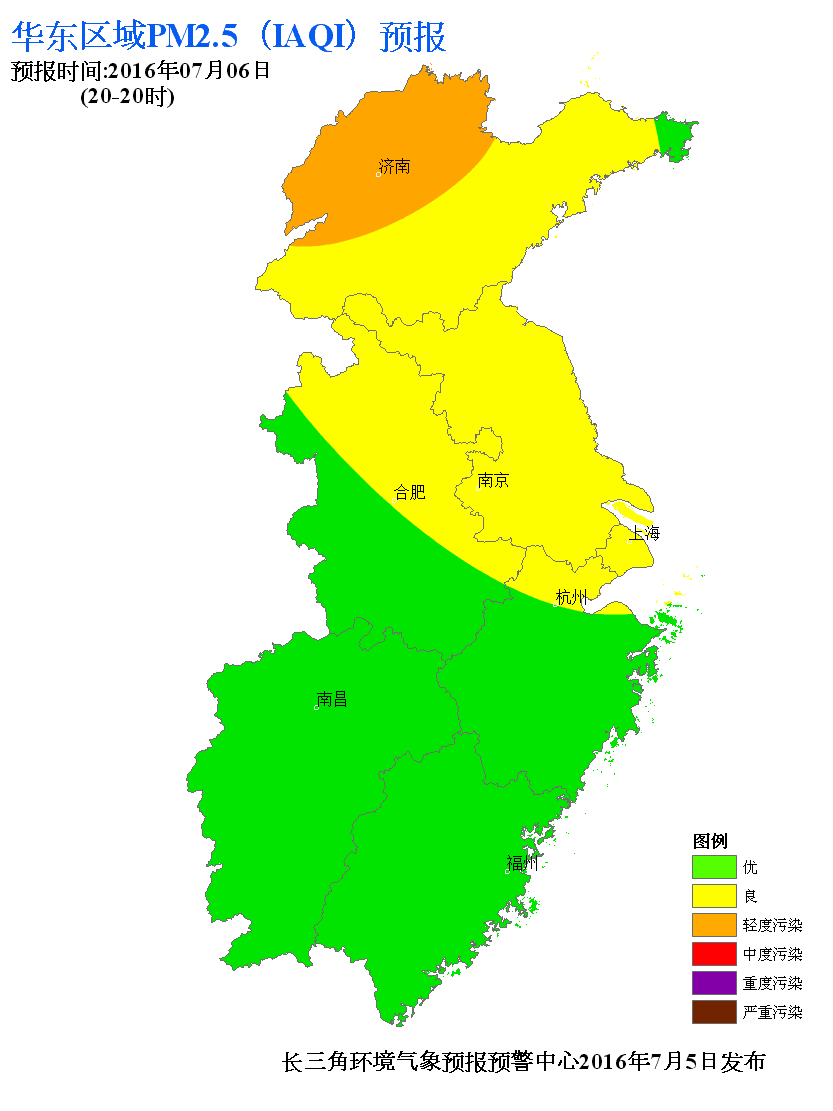 华东区域PM2.5（IAQI）预报
预报时间:2016年07月06日
(20-20时)
济南
南京
合肥
上海
杭州
南昌
福州
图例
优
良
轻度污染
中度污染
重度污染
严重污染
长三角环境气象预报预警中心2016年7月5日发布